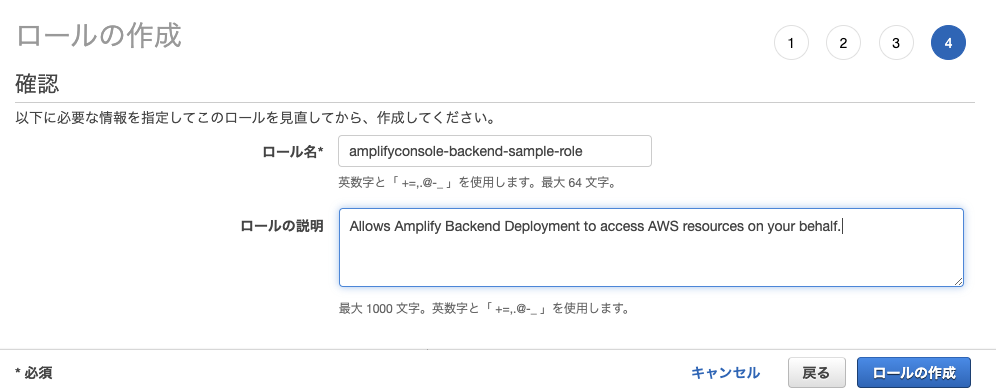 ロールの作成
1 2 3 4
確認
以下に必要な情報を指定してこのロールを見直してから、作成してください。
ロール名* amplifyconsole-backend-sample-role
英数字と「 +=,.@-_ 」を使用します。最大 64 文字。
ロールの説明 Allows Amplify Backend Deployment to access AWS resources on your behalf.
最大 1000 文字。英数字と「 +=,.@-_ 」を使用します。
* 必須 キャンセル 戻る ロールの作成